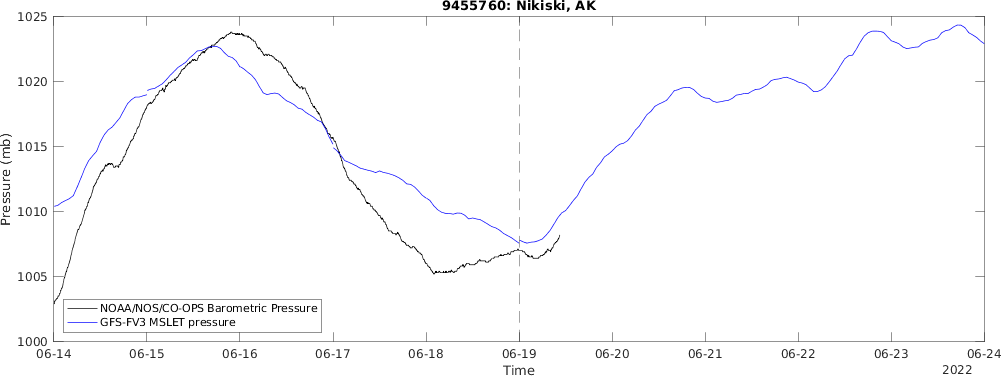 9455760: Nikiski, AK
1025
1020
1015
1010
1005
1000
Pressure (mb)
NOAA/NOS/CO-OPS Barometric Pressure
GFS-FV3 MSLET pressure
06-14 06-15 06-16 06-17 06-18 06-19 06-20 06-21 06-22 06-23 06-24
Time
2022